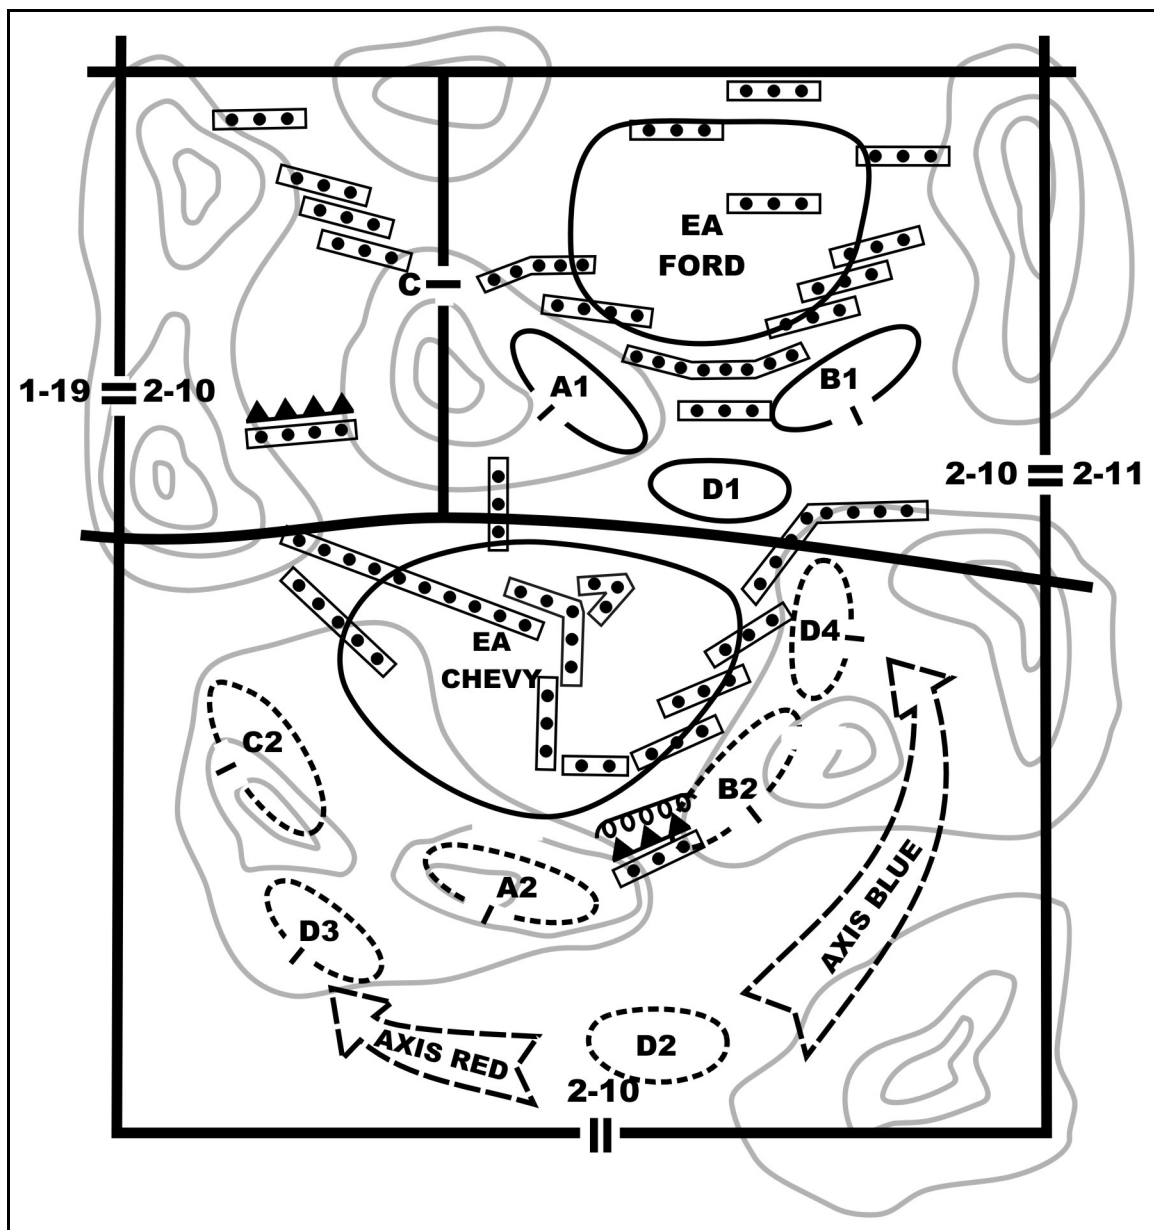 EA
FORD
C
A1
B1
1-19
2-10
2-10
2-11
D1
EA
CHEVY
D4
C2
B2
A2
D3
AXIS BLUE
AXIS RED
D2
2-10